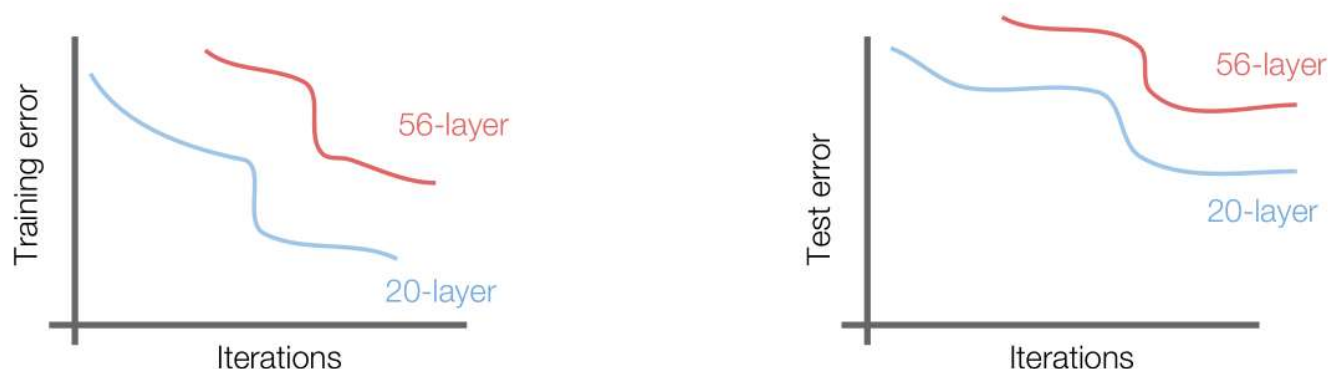 Training error
56-layer
20-layer
Iterations
Test error
56-layer
20-layer
Iterations